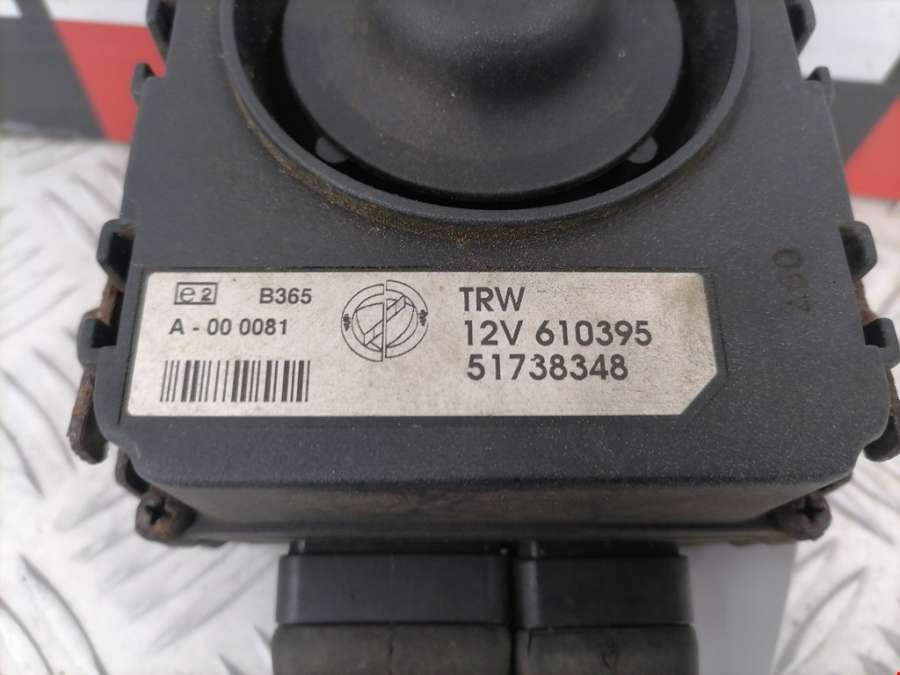 e2 B365
A - 00 0081
TRW
12V 610395
51738348